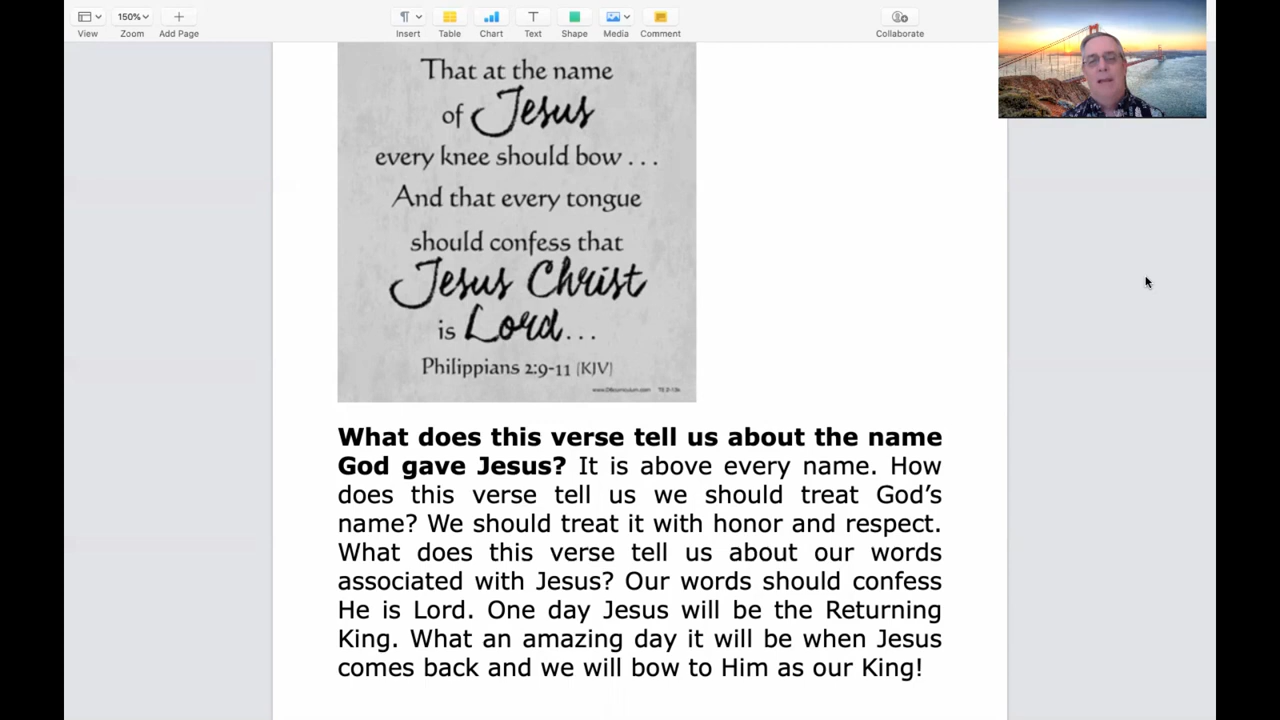 150%
View
Zoom
Add Page
Insert
Table
Chart
Text
Shape
Media
Comment
Collaborate
That at the name
of Jesus
every knee should bow . . .
And that every tongue
should confess that
Jesus Christ
is Lord. . .
Philippians 2:9-11 (KJV)
What does this verse tell us about the name
God gave Jesus? It is above every name. How
does this verse tell us we should treat God’s
name? We should treat it with honor and respect.
What does this verse tell us about our words
associated with Jesus? Our words should confess
He is Lord. One day Jesus will be the Returning
King. What an amazing day it will be when Jesus
comes back and we will bow to Him as our King!